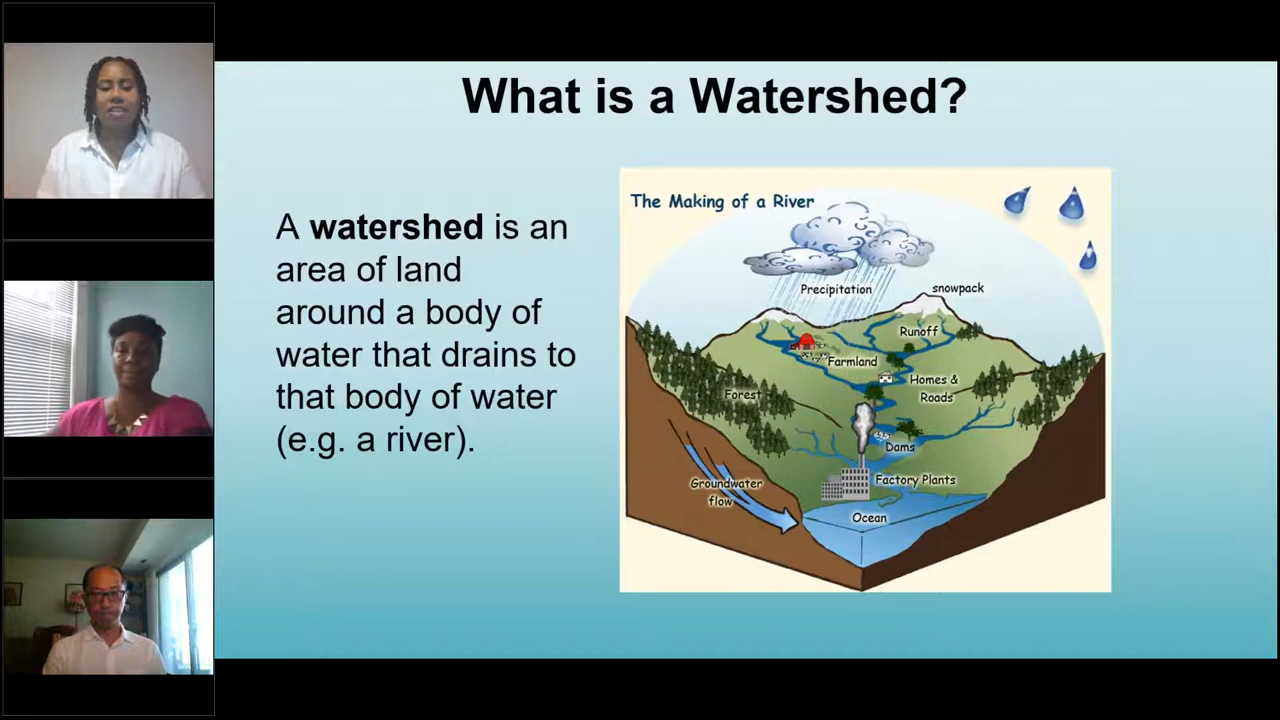 What is a Watershed?
A watershed is an
area of land
around a body of
water that drains to
that body of water
(e.g. a river).
The Making of a River
Precipitation
snowpack
Runoff
Farmland
Homes &
Roads
Forest
Dams
Factory Plants
Groundwater
flow
Ocean